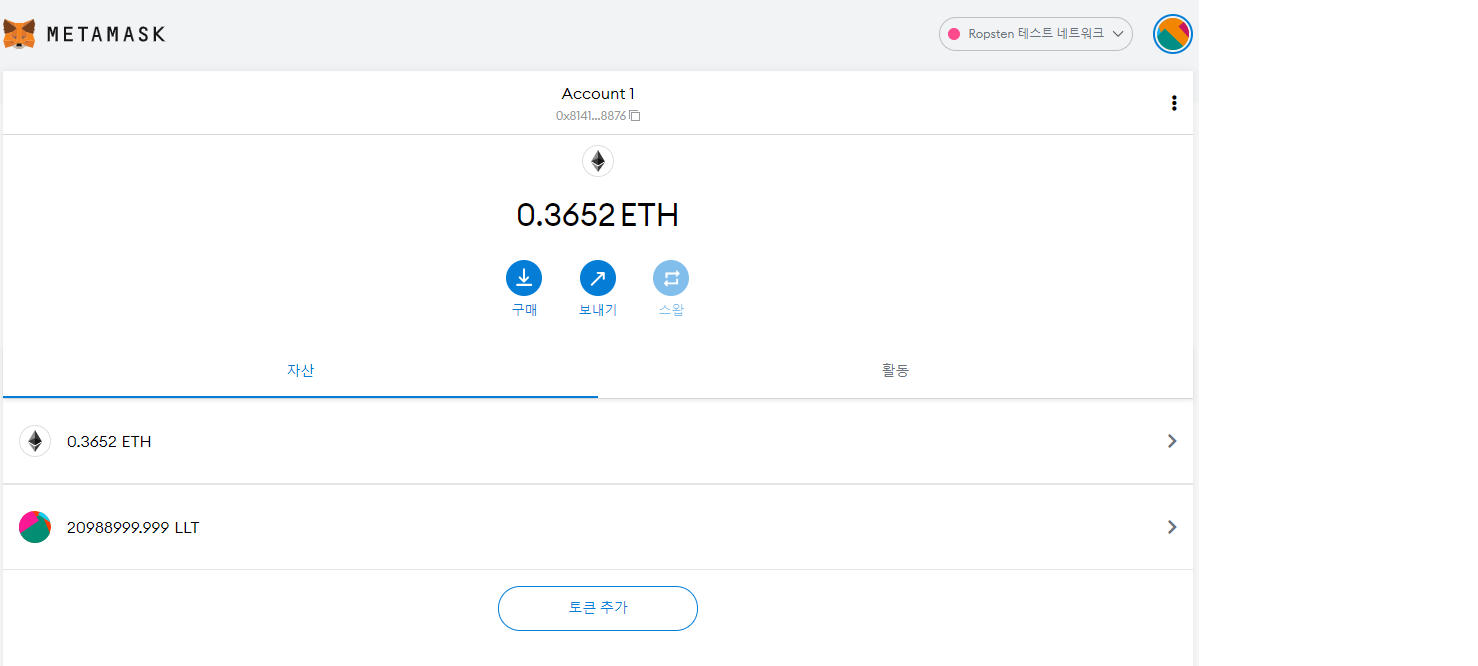 METAMASK
Ropsten 테스트 네트워크
Account 1
0x8141...8876
0.3652 ETH
구매 보내기 스왑
자산 활동
0.3652 ETH
20988999.999 LLT
토큰 추가